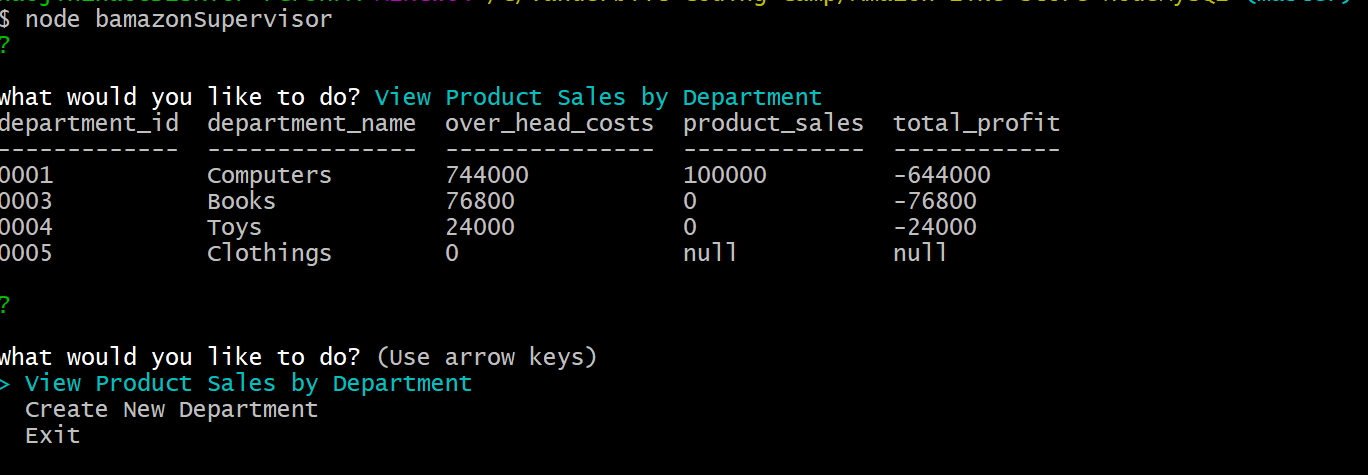 $ node bamazonSupervisor
?
What would you like to do? View Product Sales by Department
department_id department_name over_head_costs product_sales total_profit
------------- --------------- --------------- ------------- ------------
0001 Computers 744000 100000 -644000
0003 Books 76800 0 -76800
0004 Toys 24000 0 -24000
0005 Clothings 0 null null
?
What would you like to do? (Use arrow keys)
> View Product Sales by Department
Create New Department
Exit